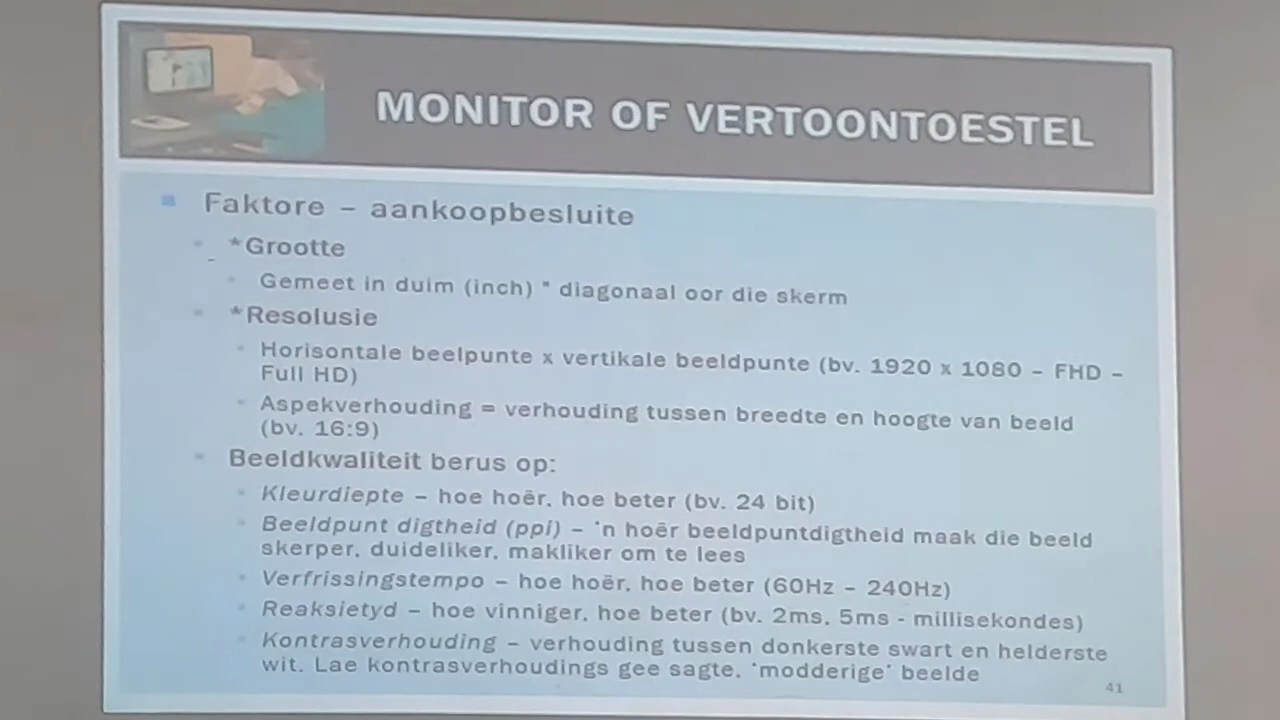 MONITOR OF VERTOONTOESTEL
Faktore – aankoopbesluite
*Grootte
Gemeet in duim (inch) " diagonaal oor die skerm
*Resolusie
Horisontale beelpunte x vertikale beeldpunte (bv. 1920 x 1080 – FHD –
Full HD)
Aspekverhouding = verhouding tussen breedte en hoogte van beeld
(bv. 16:9)
Beeldkwaliteit berus op:
Kleurdiepte – hoe hoër, hoe beter (bv. 24 bit)
Beeldpunt digtheid (ppi) – 'n hoër beeldpuntdigtheid maak die beeld
skerper, duideliker, makliker om te lees
Verfrissingstempo – hoe hoër, hoe beter (60Hz – 240Hz)
Reaksietyd – hoe vinniger, hoe beter (bv. 2ms, 5ms - millisekondes)
Kontrasverhouding – verhouding tussen donkerste swart en helderste
wit. Lae kontrasverhoudings gee sagte, 'modderige' beelde
41